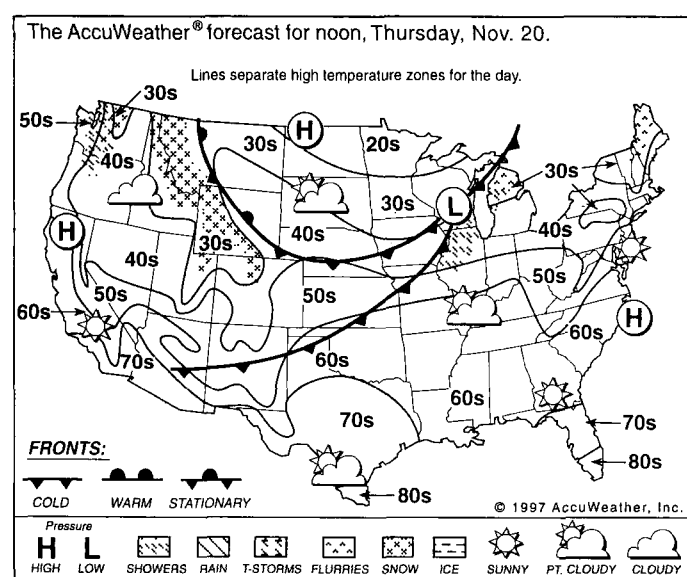 The AccuWeather® forecast for noon, Thursday, Nov. 20.
Lines separate high temperature zones for the day.
30s
50s
40s
30s
H
20s
30s
30s
L
H
40s
30s
40s
40s
50s
50s
50s
60s
70s
60s
60s
H
60s
70s
70s
80s
80s
FRONTS:
COLD WARM STATIONARY
© 1997 AccuWeather, Inc.
Pressure
H L
HIGH LOW SHOWERS RAIN T-STORMS FLURRIES SNOW ICE SUNNY PT. CLOUDY CLOUDY